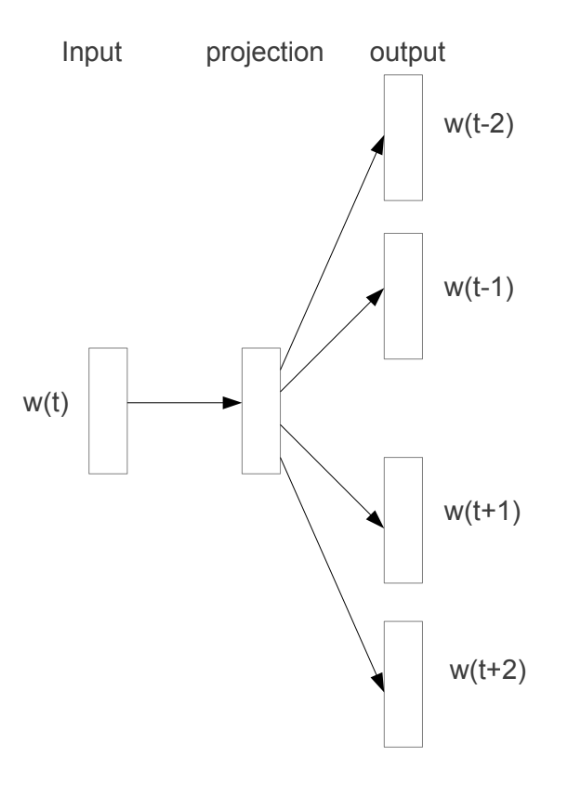 Input projection output
w(t-2)
w(t-1)
w(t)
w(t+1)
w(t+2)